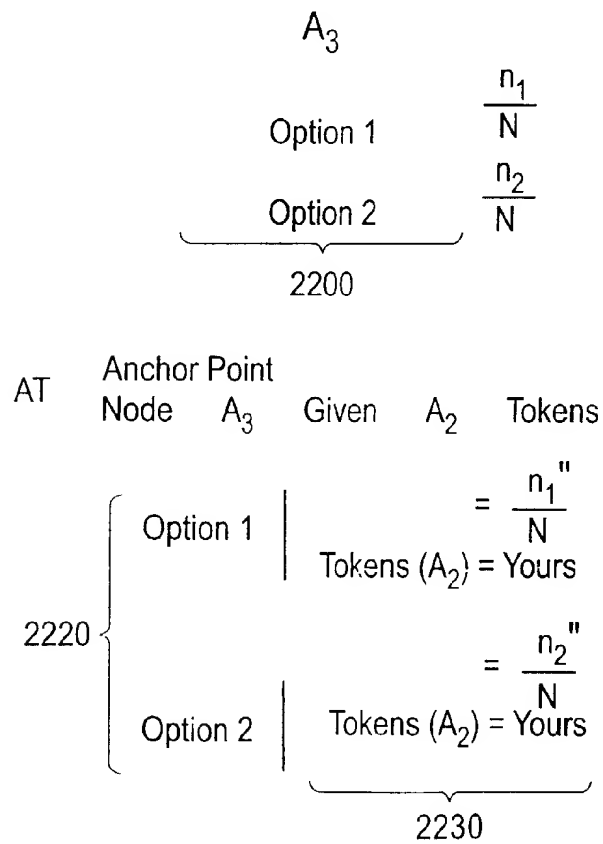 A₃
Option 1 n₁/N
Option 2 n₂/N
2200
AT Anchor Point
Node A₃ Given A₂ Tokens
Option 1 | = n₁"/N
Tokens (A₂) = Yours
2220
= n₂"/N
Option 2 | Tokens (A₂) = Yours
2230